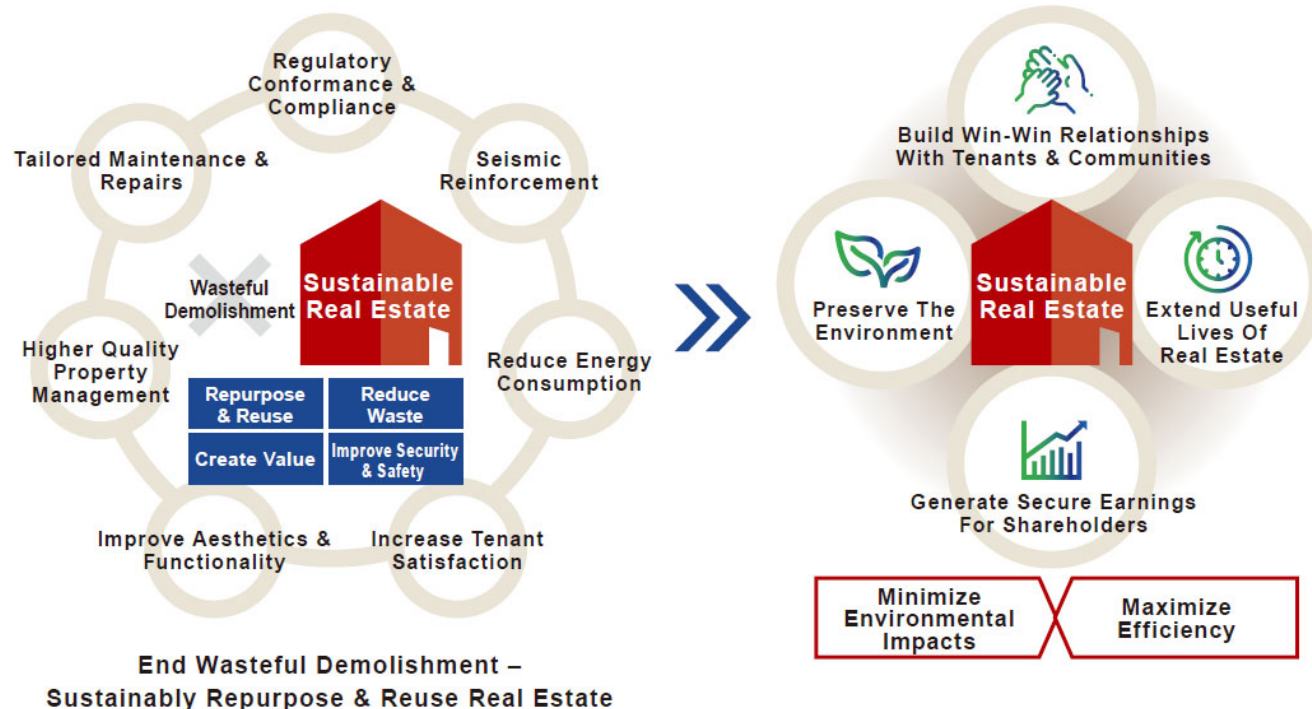 Regulatory
Conformance &
Compliance
Tailored Maintenance &
Repairs
Seismic
Reinforcement
Wasteful
Demolishment
Sustainable
Real Estate
Higher Quality
Property
Management
Reduce Energy
Consumption
Repurpose
& Reuse
Reduce
Waste
Create Value
Improve Security
& Safety
Improve Aesthetics &
Functionality
Increase Tenant
Satisfaction
End Wasteful Demolishment –
Sustainably Repurpose & Reuse Real Estate
Build Win-Win Relationships
With Tenants & Communities
Preserve The
Environment
Sustainable
Real Estate
Extend Useful
Lives Of
Real Estate
Generate Secure Earnings
For Shareholders
Minimize
Environmental
Impacts
Maximize
Efficiency